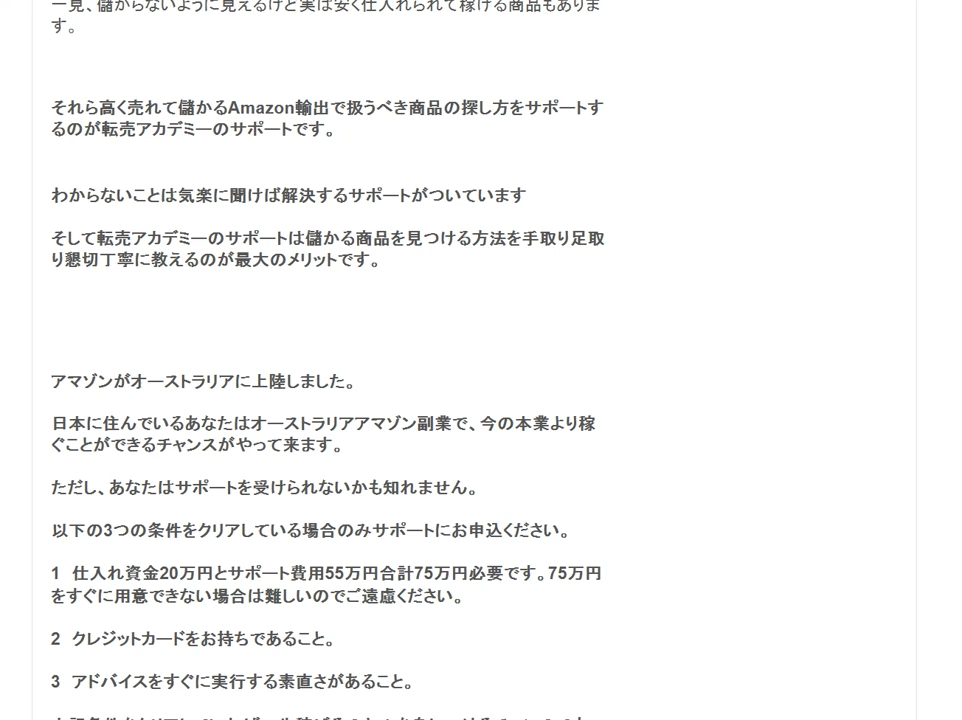 一見、儲からないように見えるけど実は安く仕入れられて稼げる商品もありま
す。
それら高く売れて儲かるAmazon輸出で扱うべき商品の探し方をサポートす
るのが転売アカデミーのサポートです。
わからないことは気楽に聞けば解決するサポートがついています
そして転売アカデミーのサポートは儲かる商品を見つける方法を手取り足取
り懇切丁寧に教えるのが最大のメリットです。
アマゾンがオーストラリアに上陸しました。
日本に住んでいるあなたはオーストラリアアマゾン副業で、今の本業より稼
ぐことができるチャンスがやって来ます。
ただし、あなたはサポートを受けられないかも知れません。
以下の3つの条件をクリアしている場合のみサポートにお申込ください。
1　仕入れ資金20万円とサポート費用55万円合計75万円必要です。75万円
をすぐに用意できない場合は難しいのでご遠慮ください。
2　クレジットカードをお持ちであること。
3　アドバイスをすぐに実行する素直さがあること。